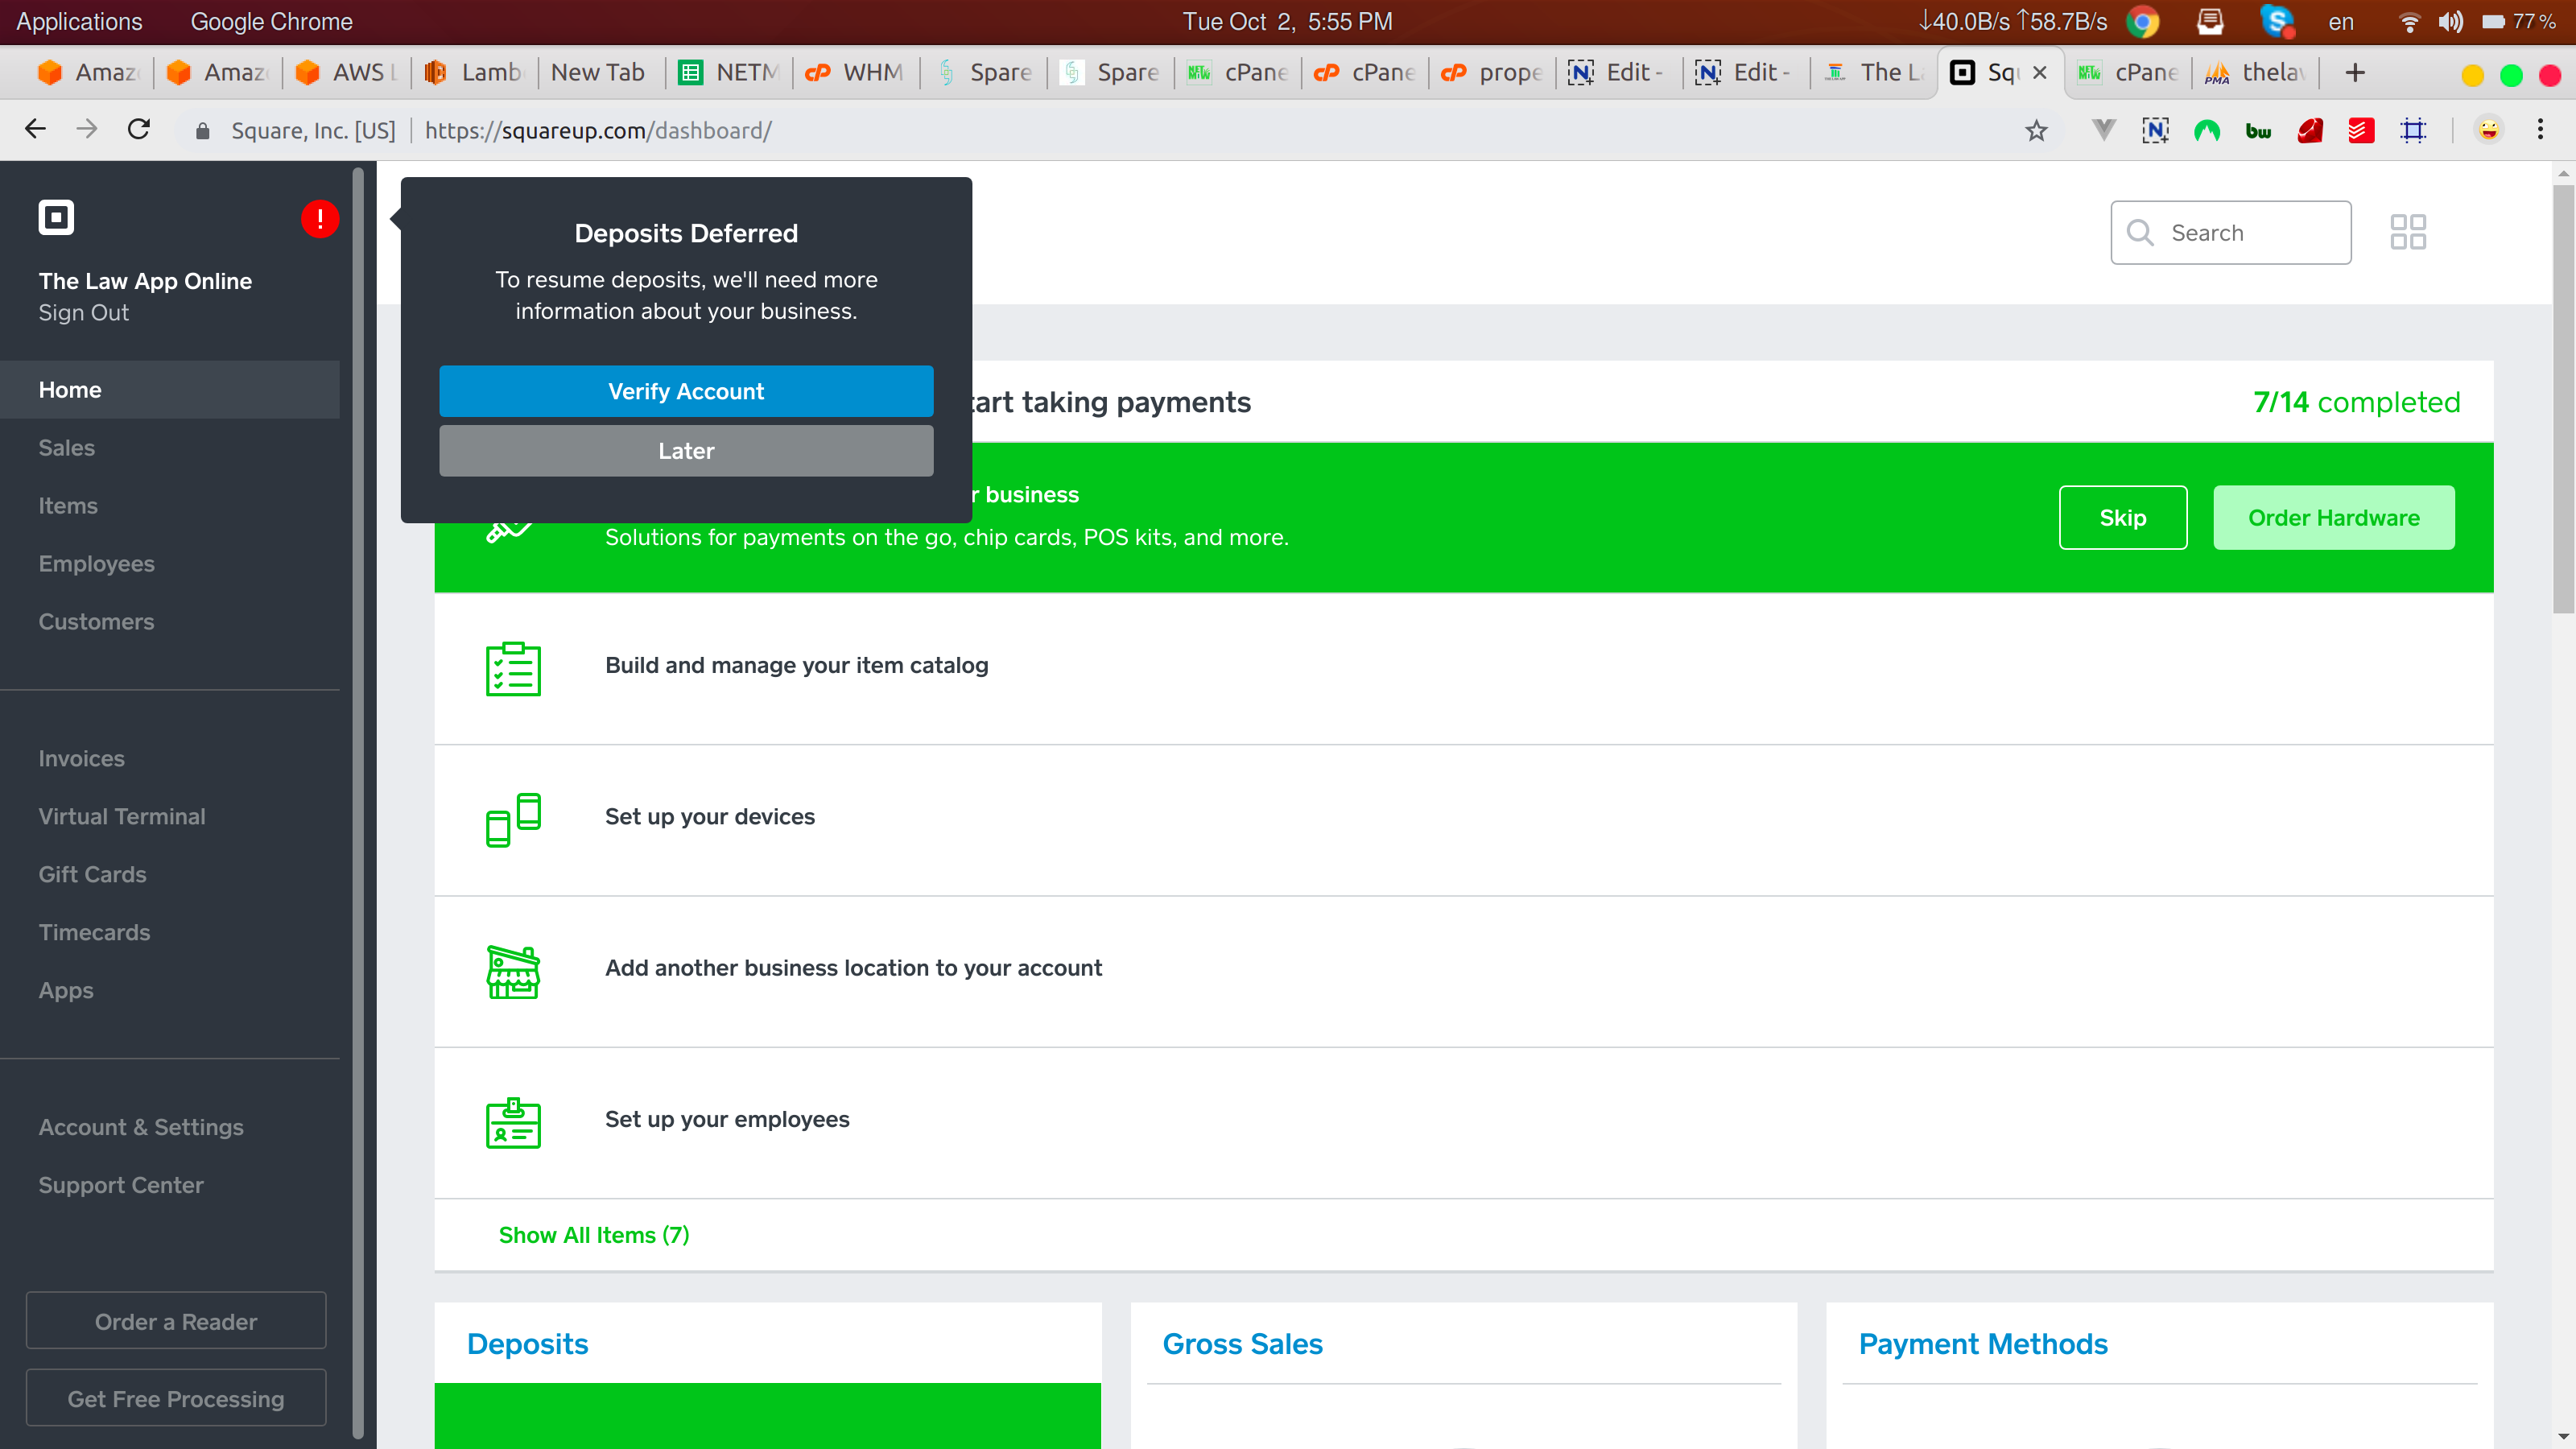 Applications Google Chrome Tue Oct 2, 5:55 PM ↓40.0B/s ↑58.7B/s en 77%
Amaz Amaz AWS L Lamb New Tab NETM WHM Spare Spare cPane cPane prope Edit - Edit - The La Squ cPane thelav
Square, Inc. [US] https://squareup.com/dashboard/
The Law App Online
Sign Out
Home
Sales
Items
Employees
Customers
Invoices
Virtual Terminal
Gift Cards
Timecards
Apps
Account & Settings
Support Center
Order a Reader
Get Free Processing
Deposits Deferred
To resume deposits, we'll need more
information about your business.
Verify Account
Later
Search
tart taking payments 7/14 completed
r business
Solutions for payments on the go, chip cards, POS kits, and more.
Skip Order Hardware
Build and manage your item catalog
Set up your devices
Add another business location to your account
Set up your employees
Show All Items (7)
Deposits Gross Sales Payment Methods